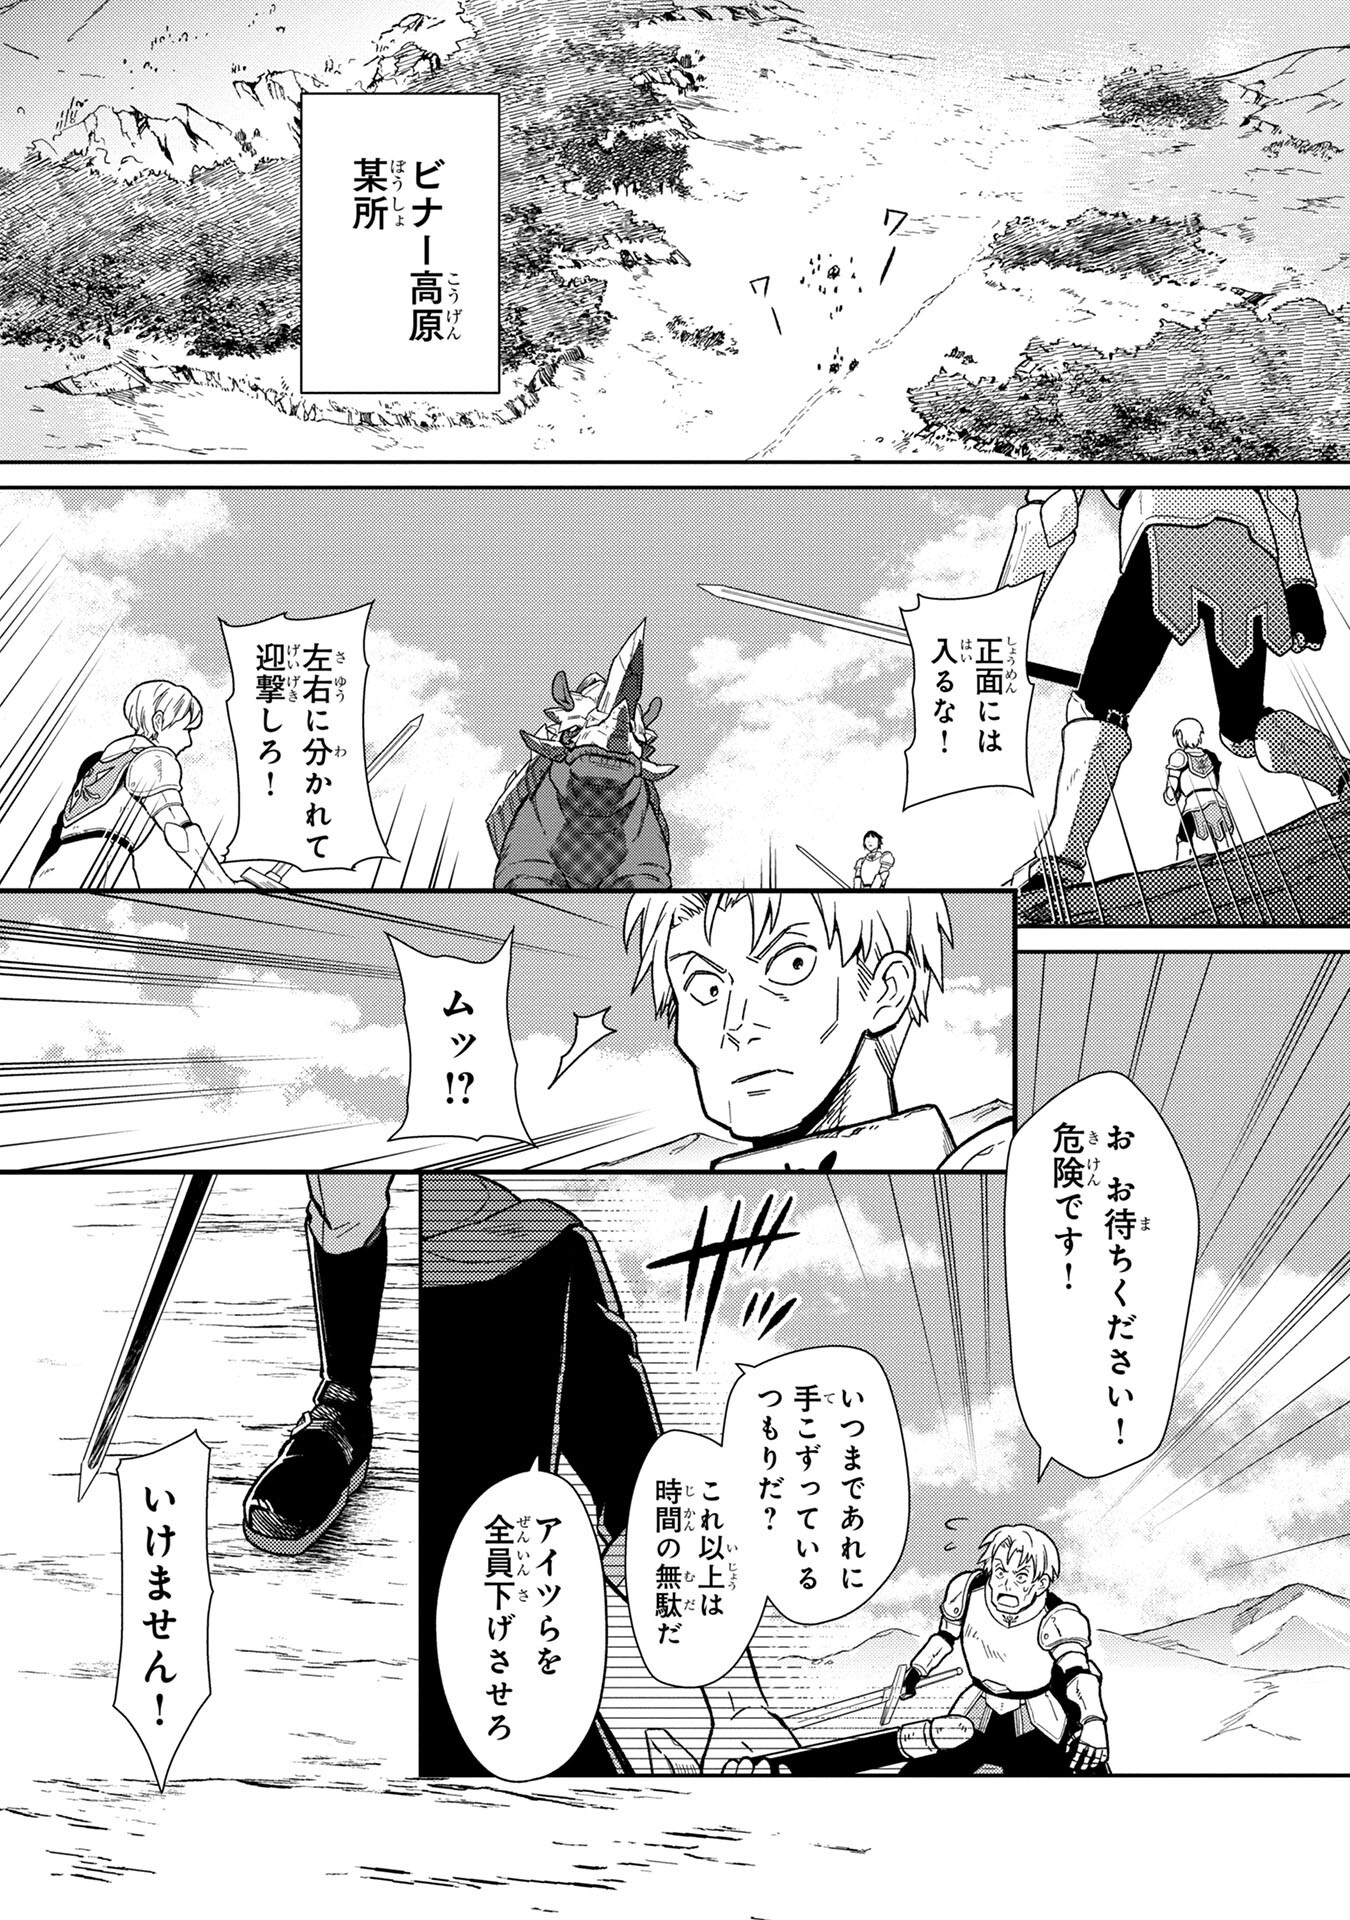 ビナー高原
某所
ワー
ワー
正面には
入るな！
左右に分かれて
迎撃しろ！
ムッ!?
お お待ちください！
危険です！
いつまであれに
手こずっている
つもりだ？
これ以上は
時間の無駄だ
アイツらを
全員下げさせろ
いけません！